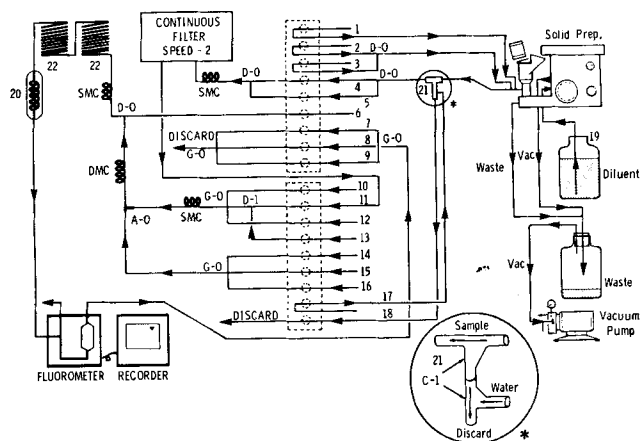 CONTINUOUS
FILTER
SPEED - 2
Solid Prep.
22
22
20
SMC
D-O
SMC
D-O
D-O
D-O
21
*
1
2
3
4
5
6
7
8
9
DISCARD
G-O
G-O
DMC
A-O
SMC
G-O
D-1
10
11
12
13
14
15
16
G-O
17
18
DISCARD
Waste
Vac
19
Diluent
Vac
Waste
Vacuum
Pump
FLUOROMETER
RECORDER
Sample
21
C-1
Water
Discard
*